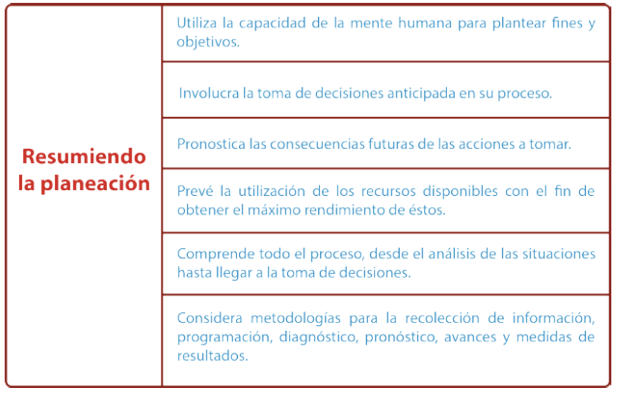 Resumiendo
la planeación
Utiliza la capacidad de la mente humana para plantear fines y
objetivos.
Involucra la toma de decisiones anticipada en su proceso.
Pronostica las consecuencias futuras de las acciones a tomar.
Prevé la utilización de los recursos disponibles con el fin de
obtener el máximo rendimiento de éstos.
Comprende todo el proceso, desde el análisis de las situaciones
hasta llegar a la toma de decisiones.
Considera metodologías para la recolección de información,
programación, diagnóstico, pronóstico, avances y medidas de
resultados.